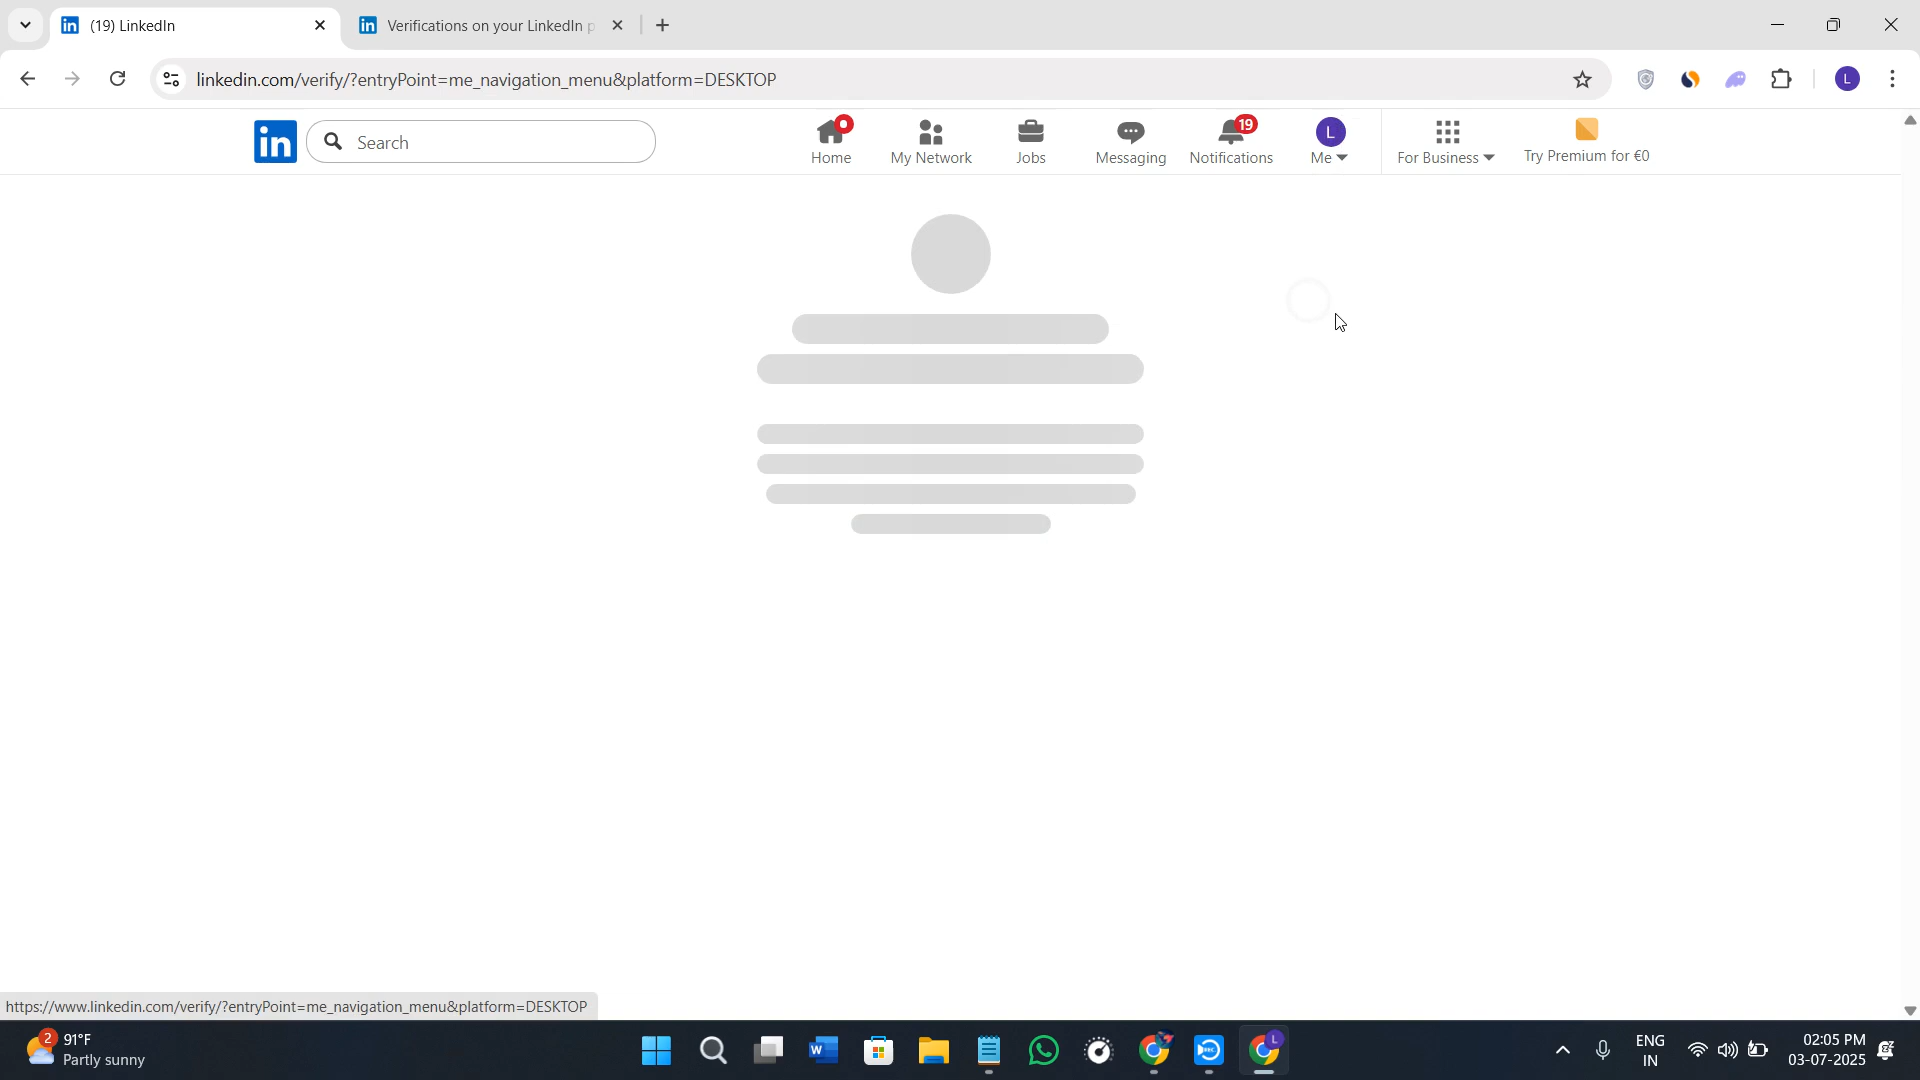 (19) LinkedIn
Verifications on your LinkedIn p
linkedin.com/verify/?entryPoint=me_navigation_menu&platform=DESKTOP
L
in
Search
Home
My Network
Jobs
Messaging
19
Notifications
L
Me
For Business
Try Premium for €0
https://www.linkedin.com/verify/?entryPoint=me_navigation_menu&platform=DESKTOP
2
91°F
Partly sunny
W
L
ENG
IN
02:05 PM
03-07-2025